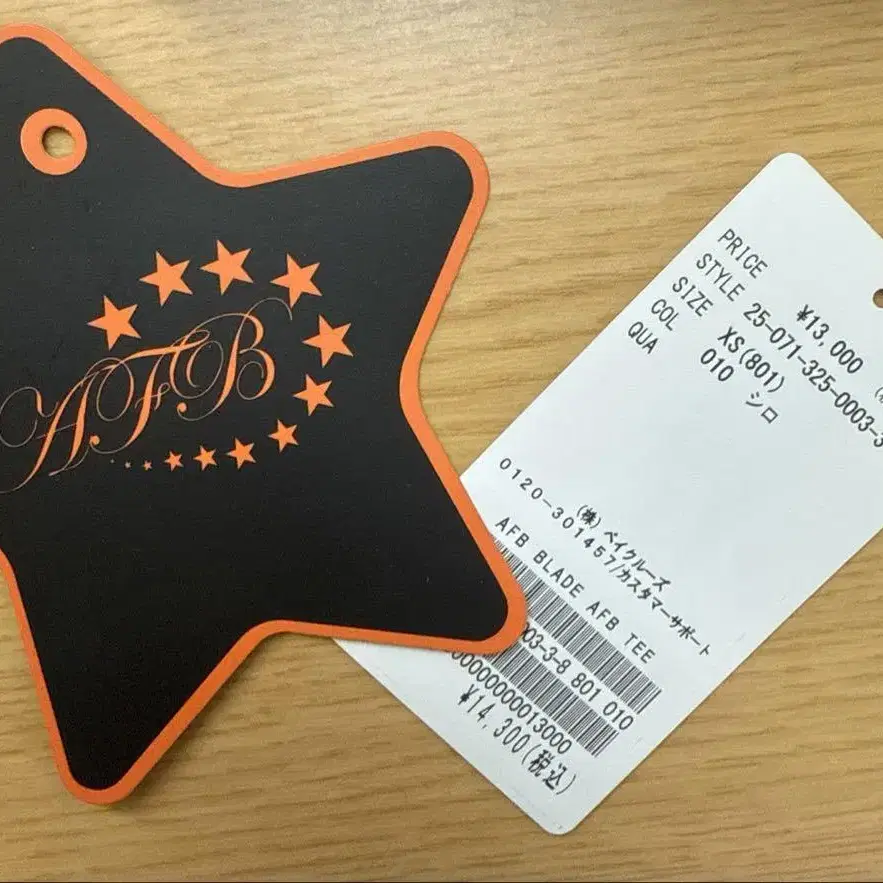 AFB
PRICE ¥13,000
STYLE 25-071-325-0003-3
SIZE XS(801)
COL 010 シロ
QUA
(株) ベイクルーズ
0120-301457/カスタマーサポート
AFB BLADE AFB TEE
03-3-8 801 010
0000000013000
¥14,300(税込)